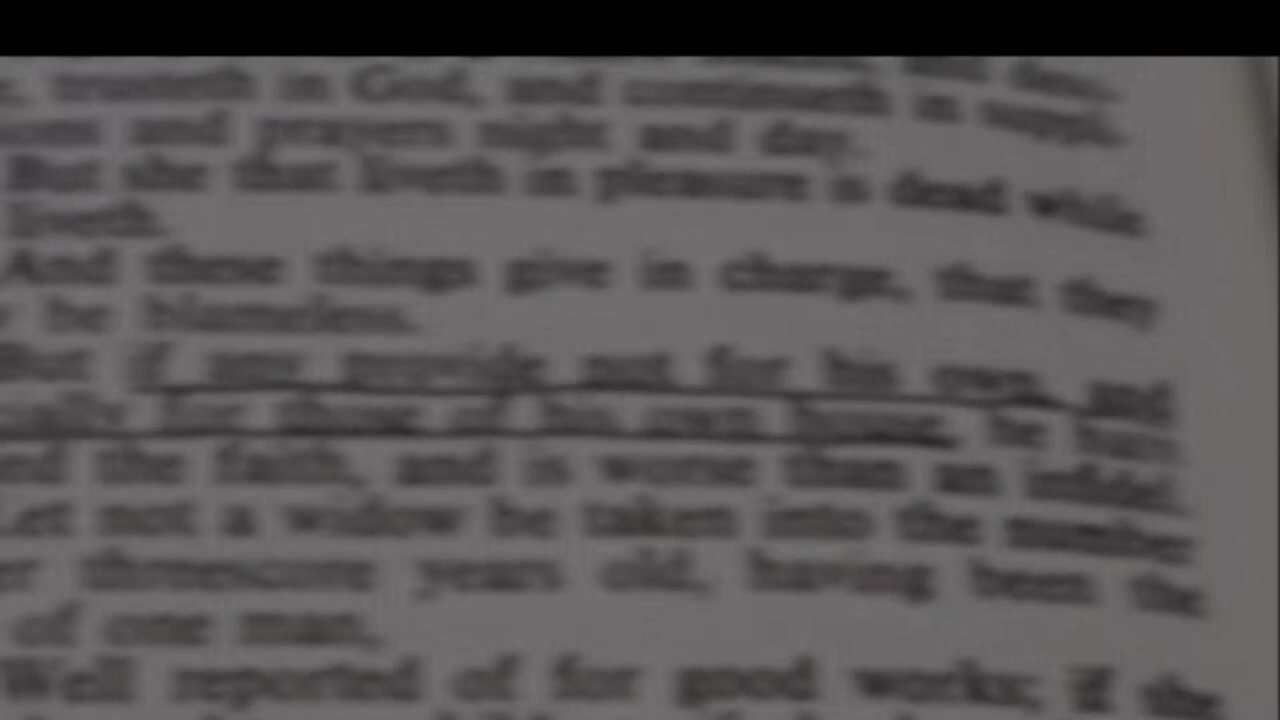 trusteth in God, and continueth in suppli-
and prayers night and day.
But she that liveth in pleasure is dead while
liveth.
And these things give in charge, that they
be blameless.
But if any provide not for his own, and
for those of his own house, he hath
the faith, and is worse than an infidel.
Let not a widow be taken into the number
threescore years old, having been the
of one man,
Well reported of for good works; if the